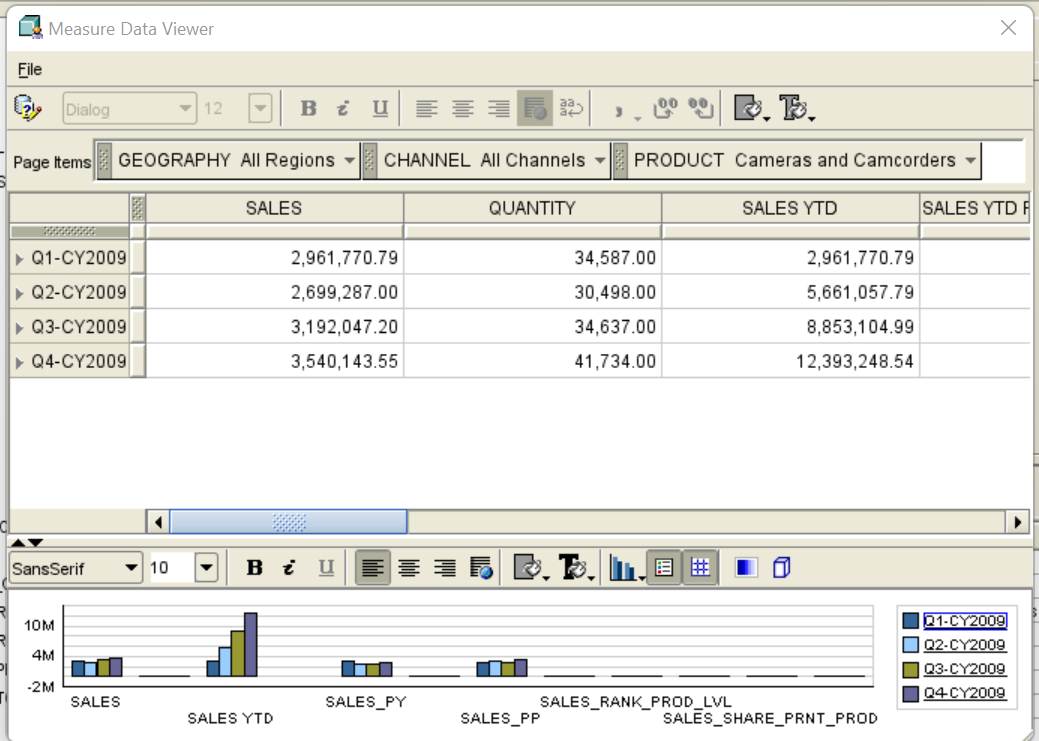 Measure Data Viewer
File
Dialog 12 B i U
Page Items GEOGRAPHY All Regions CHANNEL All Channels PRODUCT Cameras and Camcorders
SALES QUANTITY SALES YTD SALES YTD
Q1-CY2009 2,961,770.79 34,587.00 2,961,770.79
Q2-CY2009 2,699,287.00 30,498.00 5,661,057.79
Q3-CY2009 3,192,047.20 34,637.00 8,853,104.99
Q4-CY2009 3,540,143.55 41,734.00 12,393,248.54
SansSerif 10 B i U
10M
4M
-2M
SALES SALES_PY SALES_RANK_PROD_LVL
SALES YTD SALES_PP SALES_SHARE_PRNT_PROD
Q1-CY2009
Q2-CY2009
Q3-CY2009
Q4-CY2009